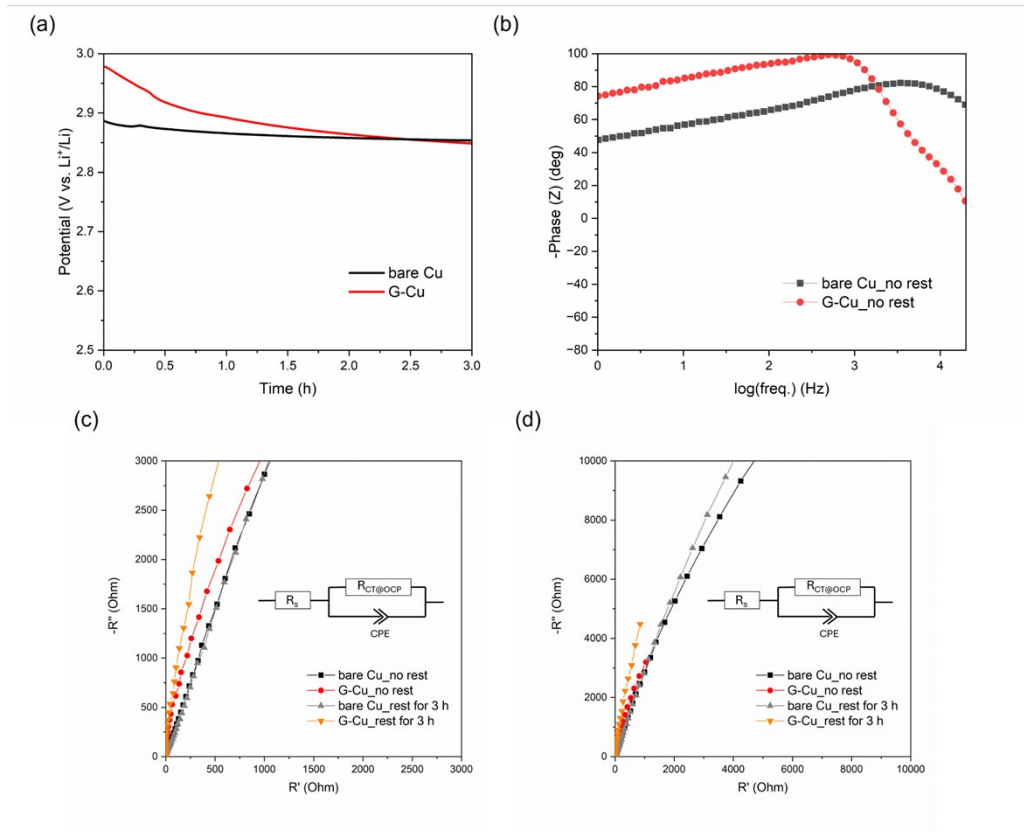 (a)
3.0
2.9
2.8
2.7
2.6
2.5
Potential (V vs. Li⁺/Li)
bare Cu
G-Cu
0.0 0.5 1.0 1.5 2.0 2.5 3.0
Time (h)
(b)
100
80
60
40
20
0
−20
−40
−60
−80
-Phase (Z) (deg)
bare Cu_no rest
G-Cu_no rest
0 1 2 3 4
log(freq.) (Hz)
(c)
3000
2500
2000
1500
1000
500
0
-R" (Ohm)
Rs
RCT@OCP
CPE
bare Cu_no rest
G-Cu_no rest
bare Cu_rest for 3 h
G-Cu_rest for 3 h
0 500 1000 1500 2000 2500 3000
R' (Ohm)
(d)
10000
8000
6000
4000
2000
0
-R" (Ohm)
Rs
RCT@OCP
CPE
bare Cu_no rest
G-Cu_no rest
bare Cu_rest for 3 h
G-Cu_rest for 3 h
0 2000 4000 6000 8000 10000
R' (Ohm)